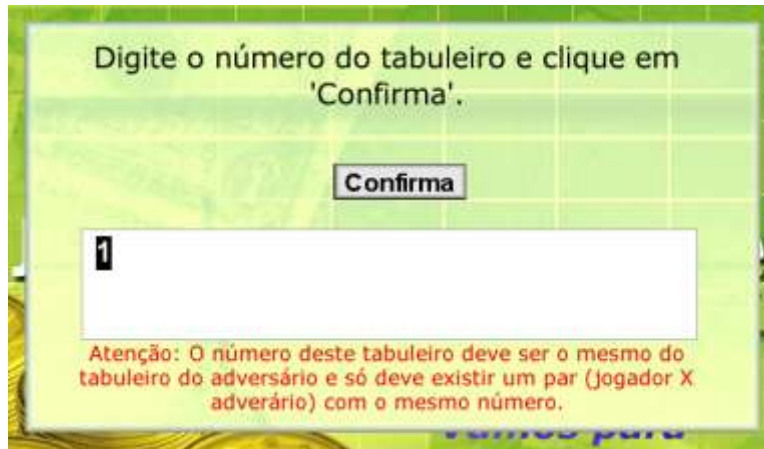 Digite o número do tabuleiro e clique em
'Confirma'.
Confirma
1
Atenção: O número deste tabuleiro deve ser o mesmo do
tabuleiro do adversário e só deve existir um par (jogador X
adverário) com o mesmo número.
Vamos para